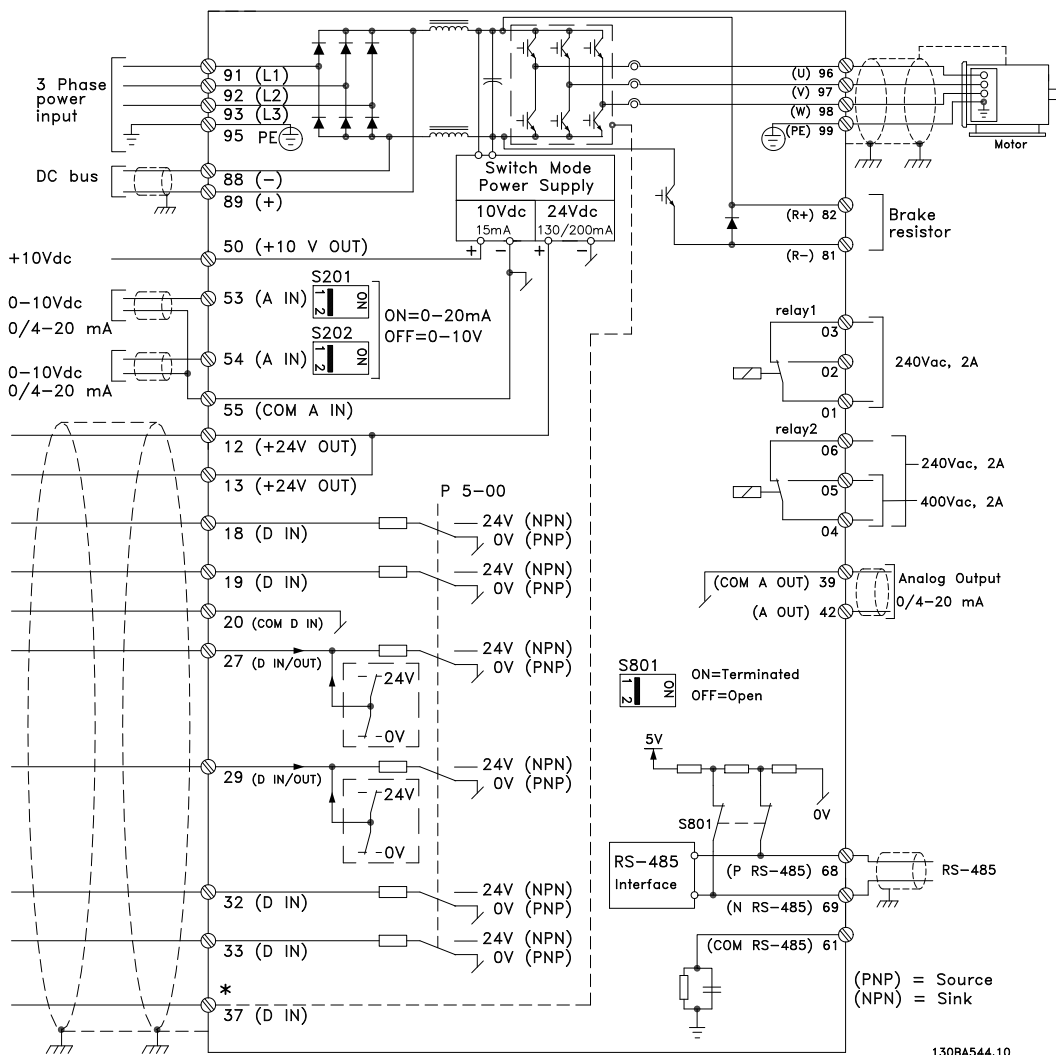 3 Phase
power
input
91 (L1)
92 (L2)
93 (L3)
95 PE
DC bus
88 (-)
89 (+)
+10Vdc
50 (+10 V OUT)
0-10Vdc
0/4-20 mA
53 (A IN)
S201
1 2
ON
0-10Vdc
0/4-20 mA
54 (A IN)
S202
1 2
ON
ON=0-20mA
OFF=0-10V
55 (COM A IN)
12 (+24V OUT)
13 (+24V OUT)
P 5-00
18 (D IN)
24V (NPN)
0V (PNP)
19 (D IN)
24V (NPN)
0V (PNP)
20 (COM D IN)
27 (D IN/OUT)
24V (NPN)
0V (PNP)
24V
0V
29 (D IN/OUT)
24V (NPN)
0V (PNP)
24V
0V
32 (D IN)
24V (NPN)
0V (PNP)
33 (D IN)
24V (NPN)
0V (PNP)
*
37 (D IN)
Switch Mode
Power Supply
10Vdc
15mA
24Vdc
130/200mA
+ - + -
(U) 96
(V) 97
(W) 98
(PE) 99
Motor
(R+) 82
(R-) 81
Brake
resistor
relay1
03
02
01
240Vac, 2A
relay2
06
05
04
240Vac, 2A
400Vac, 2A
(COM A OUT) 39
(A OUT) 42
Analog Output
0/4-20 mA
S801
1 2
ON
ON=Terminated
OFF=Open
5V
0V
S801
RS-485
Interface
(P RS-485) 68
(N RS-485) 69
RS-485
(COM RS-485) 61
(PNP) = Source
(NPN) = Sink
130BA544.10